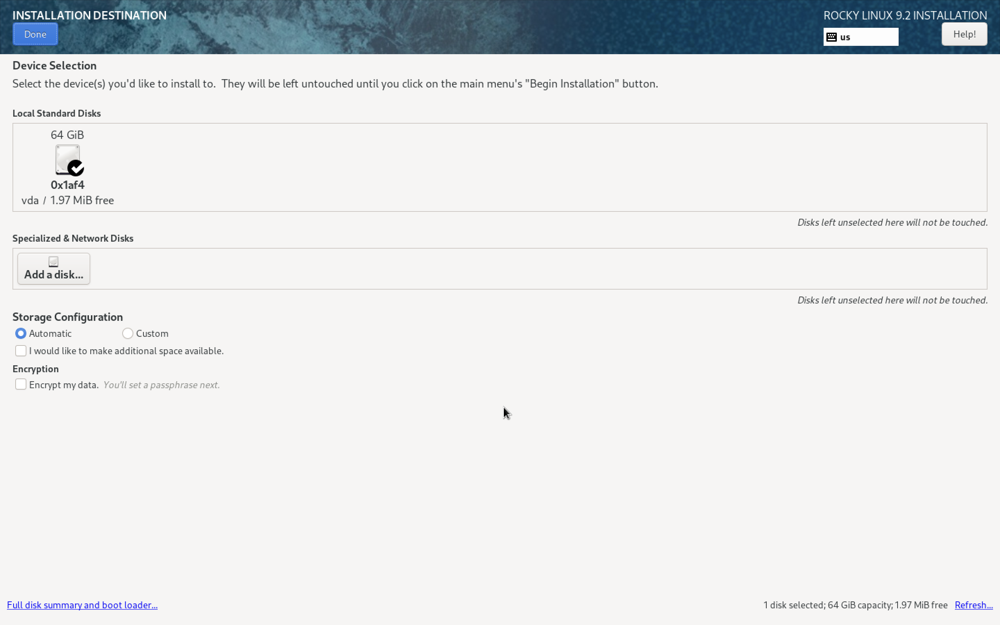 INSTALLATION DESTINATION
ROCKY LINUX 9.2 INSTALLATION
Done
us
Help!
Device Selection
Select the device(s) you'd like to install to.  They will be left untouched until you click on the main menu's "Begin Installation" button.
Local Standard Disks
64 GiB
0x1af4
vda / 1.97 MiB free
Disks left unselected here will not be touched.
Specialized & Network Disks
Add a disk...
Disks left unselected here will not be touched.
Storage Configuration
Automatic Custom
I would like to make additional space available.
Encryption
Encrypt my data. You'll set a passphrase next.
Full disk summary and boot loader... 1 disk selected; 64 GiB capacity; 1.97 MiB free Refresh...